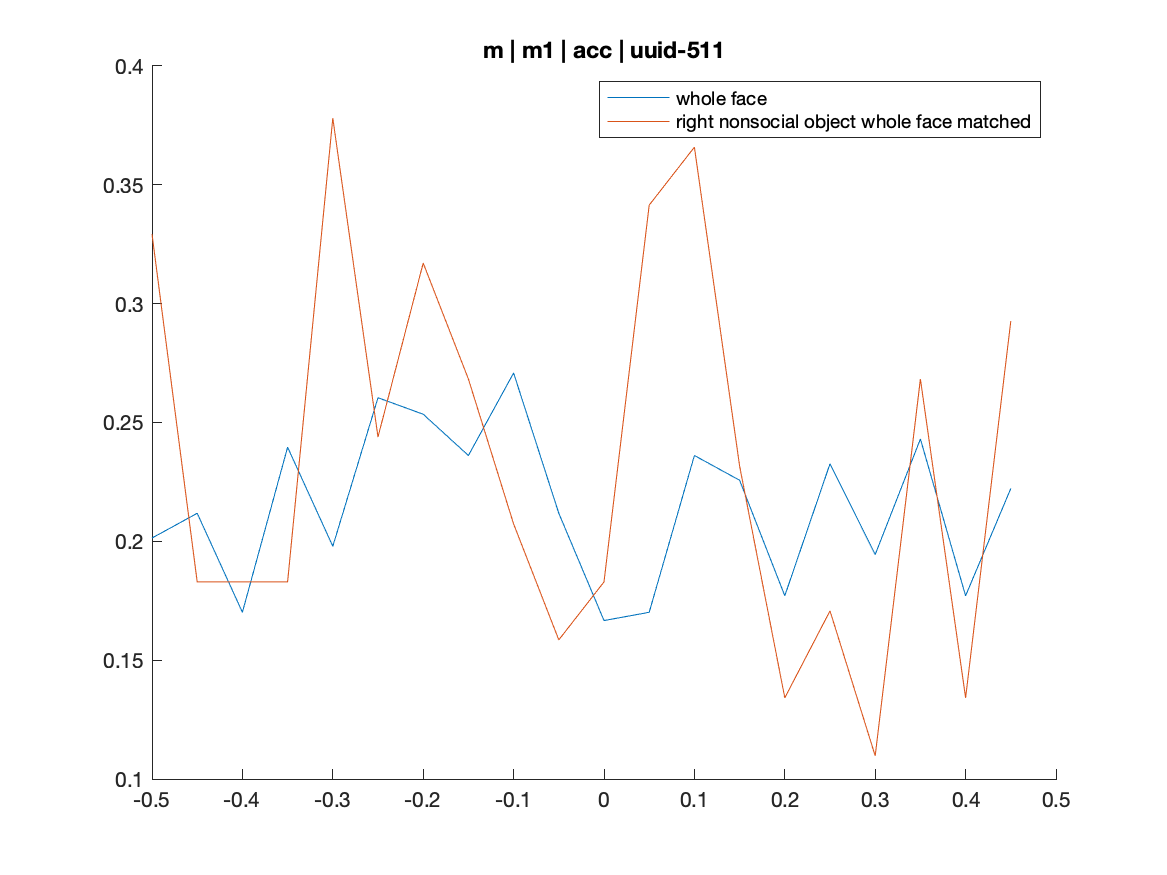 m | m1 | acc | uuid-511
whole face
right nonsocial object whole face matched
0.4
0.35
0.3
0.25
0.2
0.15
0.1
-0.5 -0.4 -0.3 -0.2 -0.1 0 0.1 0.2 0.3 0.4 0.5